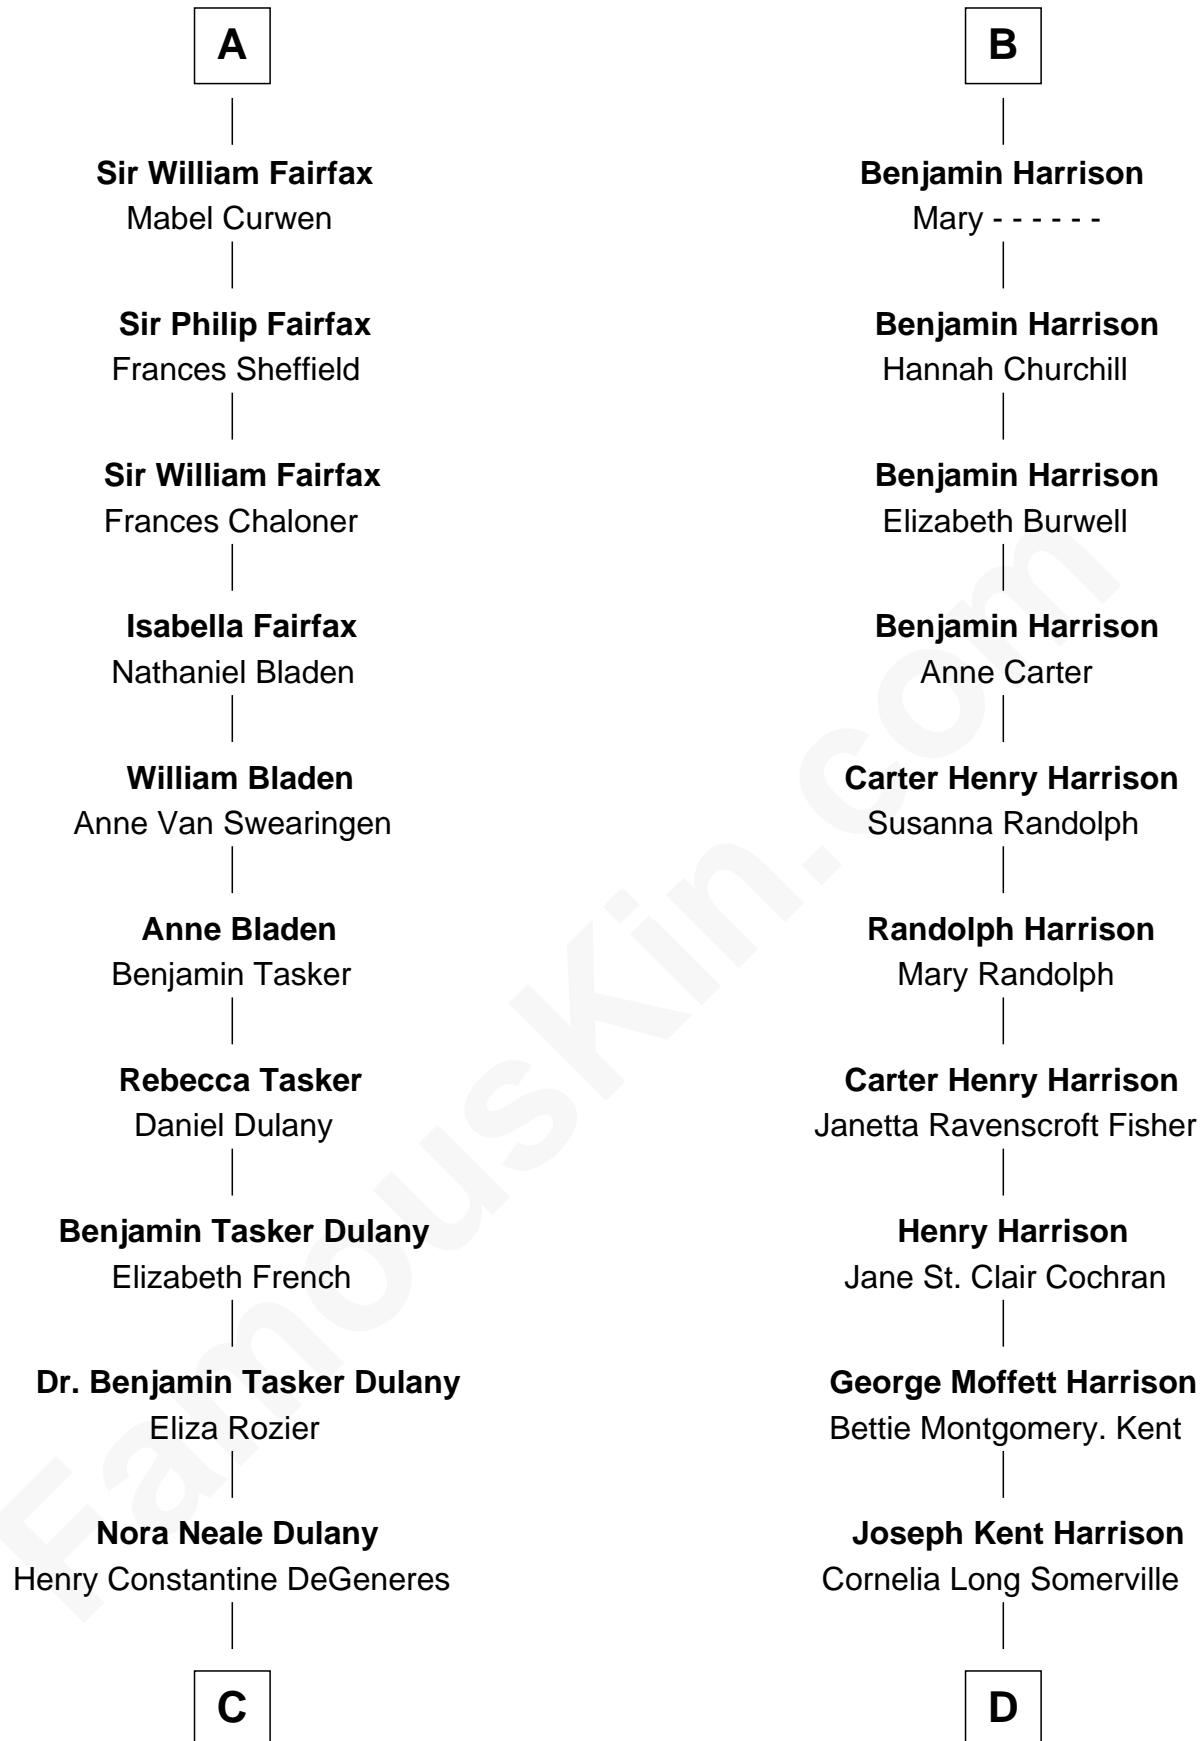 A
Sir William Fairfax
Mabel Curwen
Sir Philip Fairfax
Frances Sheffield
Sir William Fairfax
Frances Chaloner
Isabella Fairfax
Nathaniel Bladen
William Bladen
Anne Van Swearingen
Anne Bladen
Benjamin Tasker
Rebecca Tasker
Daniel Dulany
Benjamin Tasker Dulany
Elizabeth French
Dr. Benjamin Tasker Dulany
Eliza Rozier
Nora Neale Dulany
Henry Constantine DeGeneres
C
B
Benjamin Harrison
Mary - - - - - -
Benjamin Harrison
Hannah Churchill
Benjamin Harrison
Elizabeth Burwell
Benjamin Harrison
Anne Carter
Carter Henry Harrison
Susanna Randolph
Randolph Harrison
Mary Randolph
Carter Henry Harrison
Janetta Ravenscroft Fisher
Henry Harrison
Jane St. Clair Cochran
George Moffett Harrison
Bettie Montgomery. Kent
Joseph Kent Harrison
Cornelia Long Somerville
D
FamousKin.com